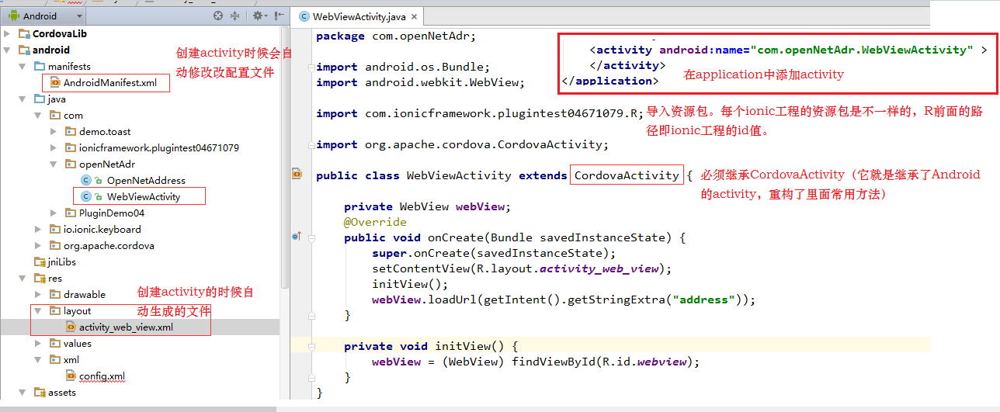 Android
WebViewActivity.java
CordovaLib
android
manifests
AndroidManifest.xml
java
com
demo.toast
ionicframework.plugintest04671079
openNetAdr
OpenNetAddress
WebViewActivity
PluginDemo04
io.ionic.keyboard
org.apache.cordova
jniLibs
res
drawable
layout
activity_web_view.xml
values
xml
config.xml
assets
创建activity时候会自
动修改改配置文件
创建activity的时候自
动生成的文件
package com.openNetAdr;
import android.os.Bundle;
import android.webkit.WebView;
import com.ionicframework.plugintest04671079.R;
import org.apache.cordova.CordovaActivity;
public class WebViewActivity extends CordovaActivity {
private WebView webView;
@Override
public void onCreate(Bundle savedInstanceState) {
super.onCreate(savedInstanceState);
setContentView(R.layout.activity_web_view);
initView();
webView.loadUrl(getIntent().getStringExtra("address"));
}
private void initView() {
webView = (WebView) findViewById(R.id.webview);
}
}
<activity android:name="com.openNetAdr.WebViewActivity" >
</activity>
</application>
在application中添加activity
导入资源包。每个ionic工程的资源包是不一样的，R前面的路
径即ionic工程的id值。
必须继承CordovaActivity（它就是继承了Android
的activity，重构了里面常用方法）